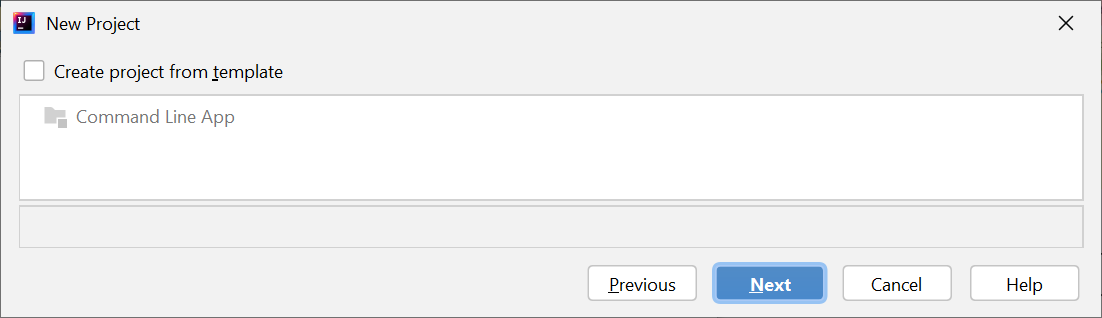 IJ
New Project
Create project from template
Command Line App
Previous Next Cancel Help